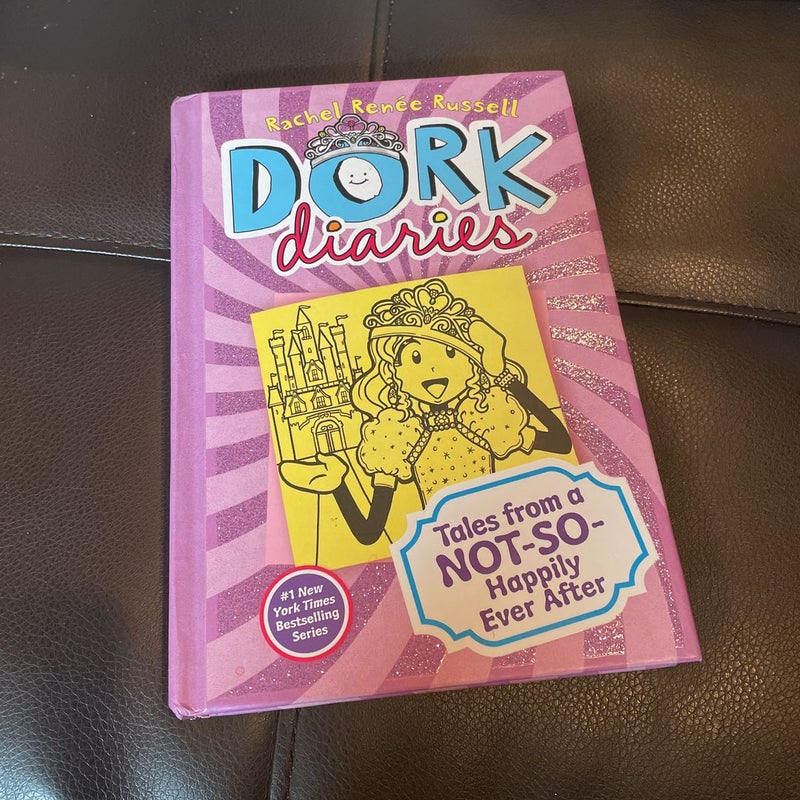 Rachel Renée Russell
DORK
diaries
Tales from a
NOT-SO-
Happily
Ever After
#1 New
York Times
Bestselling
Series